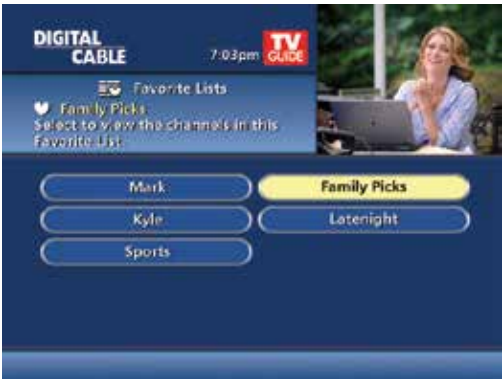 DIGITAL
CABLE
7:03pm
TV
GUIDE
Favorite Lists
Family Picks
Select to view the channels in this
Favorite List
Mark
Family Picks
Kyle
Latenight
Sports